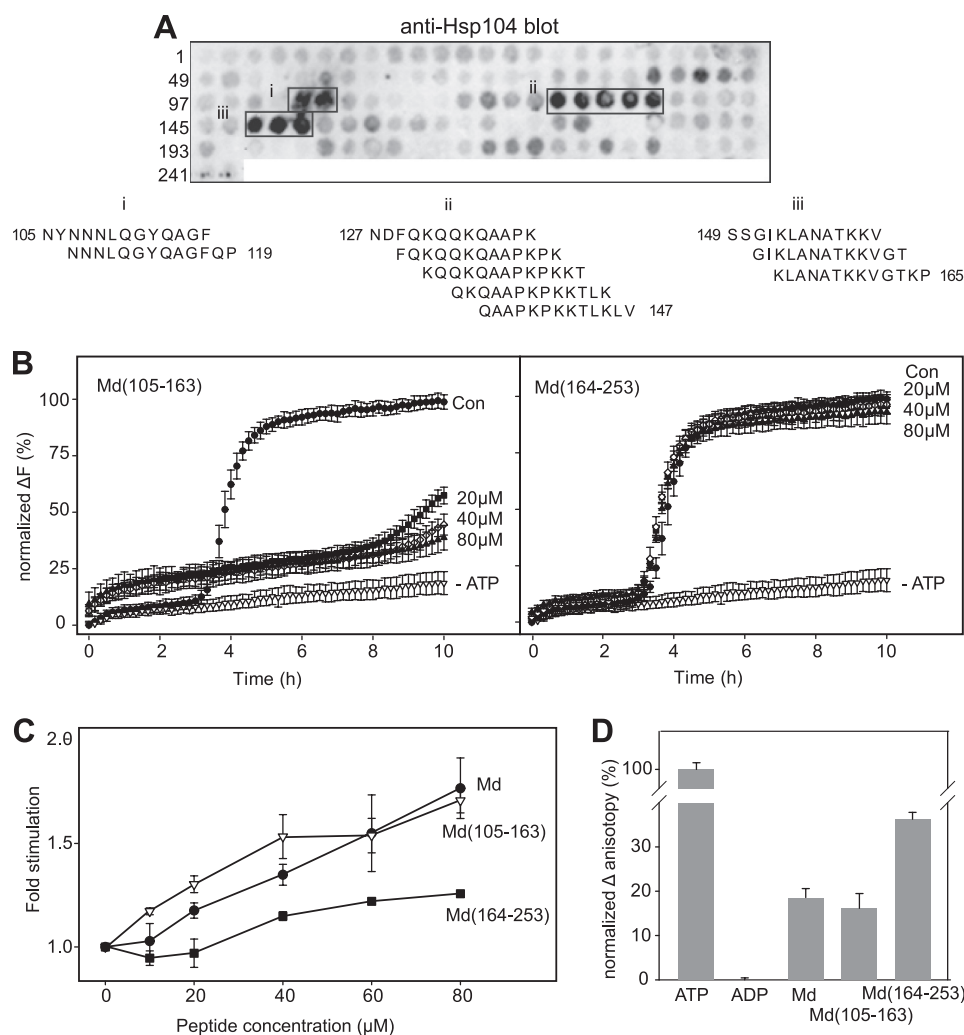 A
anti-Hsp104 blot
1
49
97
145
193
241
i
ii
iii
i
ii
iii
105 NYNNNLQGYQAGF
NNNLQGYQAGFQP 119
127 NDFQKQQKQAAPK
FQKQQKQAAPKPK
KQQKQAAPKPKKT
QKQAAPKPKKTLK
QAAPKPKKTLKLV 147
149 SSGIKLANATKKV
GIKLANATKKVGT
KLANATKKVGTKP 165
B
normalized ΔF (%)
100
75
50
25
0
Md(105-163)
Con
20µM
40µM
80µM
- ATP
0 2 4 6 8 10
Time (h)
Md(164-253)
Con
20µM
40µM
80µM
- ATP
0 2 4 6 8 10
Time (h)
C
Fold stimulation
2.0
1.5
1.0
Md
Md(105-163)
Md(164-253)
0 20 40 60 80
Peptide concentration (µM)
D
normalized Δ anisotopy (%)
100
30
20
10
0
ATP ADP Md Md(164-253)
Md(105-163)